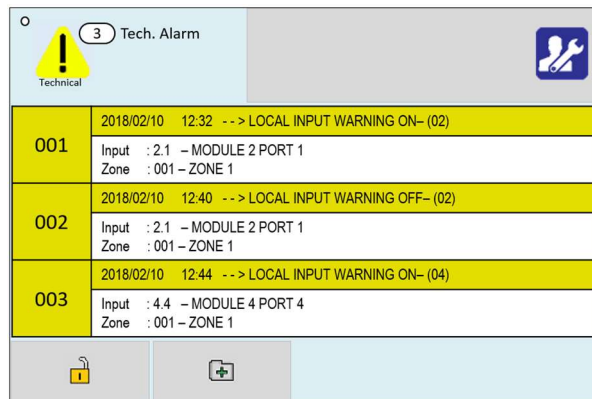 3 Tech. Alarm
Technical
001
2018/02/10 12:32 --> LOCAL INPUT WARNING ON– (02)
Input : 2.1 – MODULE 2 PORT 1
Zone : 001 – ZONE 1
002
2018/02/10 12:40 --> LOCAL INPUT WARNING OFF– (02)
Input : 2.1 – MODULE 2 PORT 1
Zone : 001 – ZONE 1
003
2018/02/10 12:44 --> LOCAL INPUT WARNING ON– (04)
Input : 4.4 – MODULE 4 PORT 4
Zone : 001 – ZONE 1